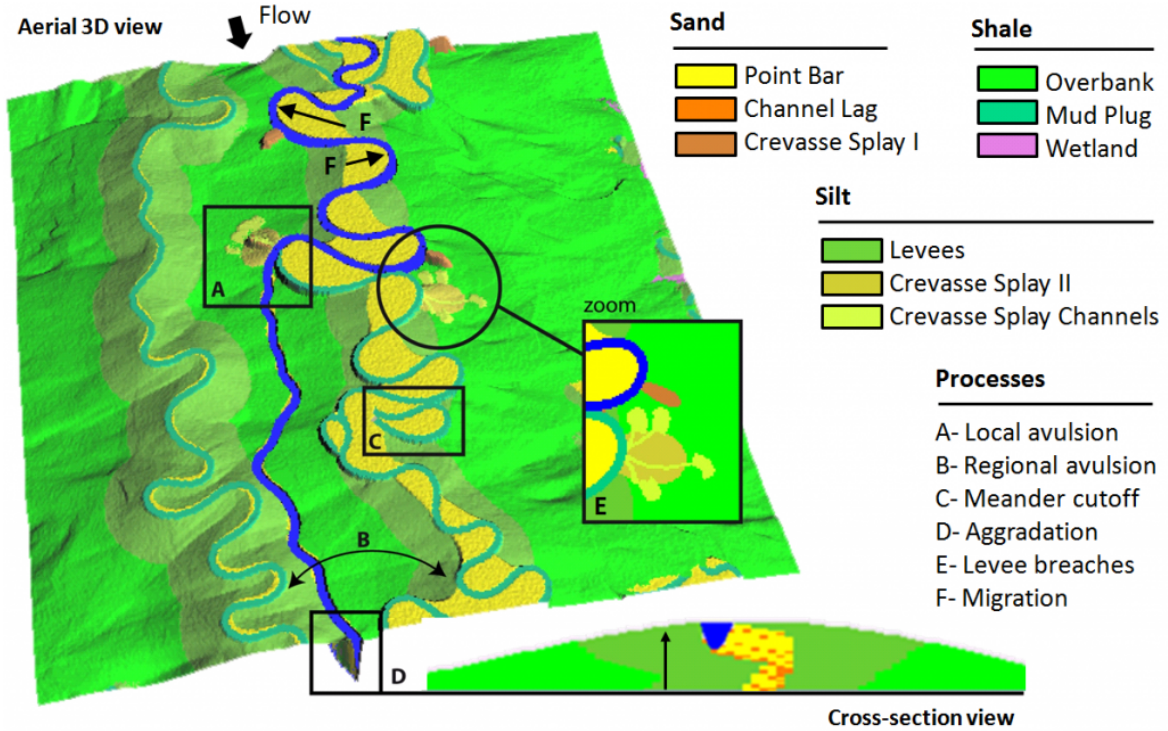 Aerial 3D view
Flow
Sand
Point Bar
Channel Lag
Crevasse Splay I
Shale
Overbank
Mud Plug
Wetland
Silt
Levees
Crevasse Splay II
Crevasse Splay Channels
Processes
A- Local avulsion
B- Regional avulsion
C- Meander cutoff
D- Aggradation
E- Levee breaches
F- Migration
F
F
A
zoom
C
E
B
D
Cross-section view